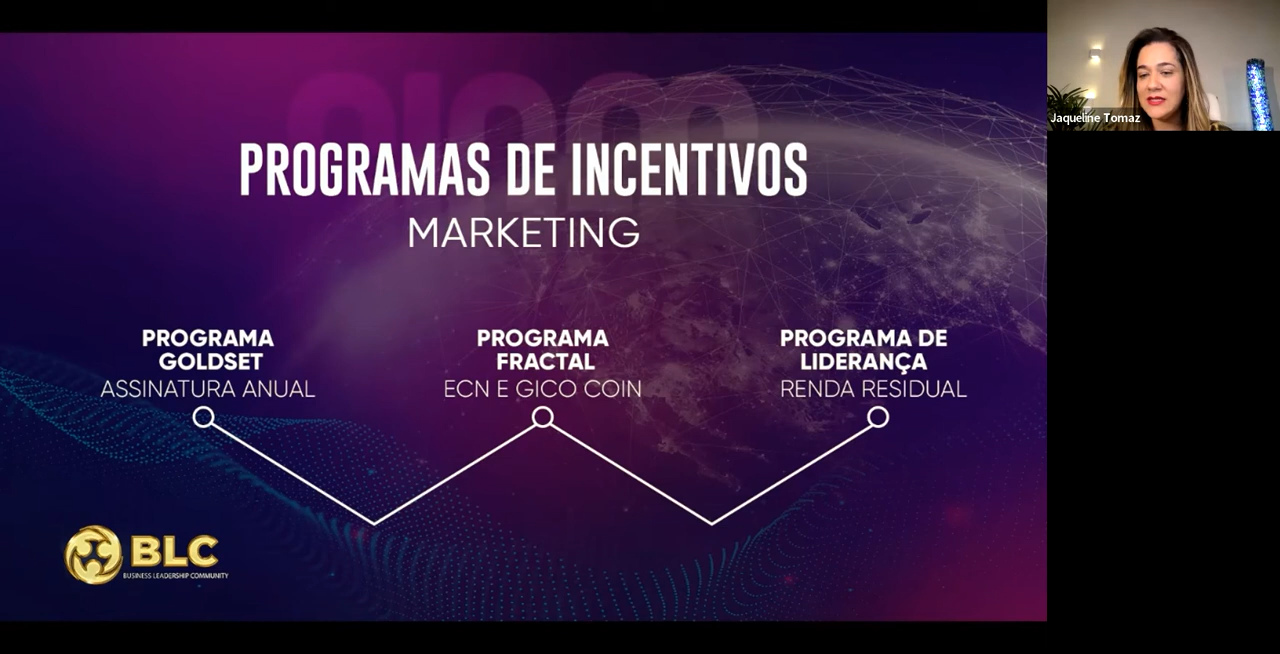 PROGRAMAS DE INCENTIVOS
MARKETING
PROGRAMA
GOLDSET
ASSINATURA ANUAL
PROGRAMA
FRACTAL
ECN E GICO COIN
PROGRAMA DE
LIDERANÇA
RENDA RESIDUAL
BLC
BUSINESS LEADERSHIP COMMUNITY
Jaqueline Tomaz